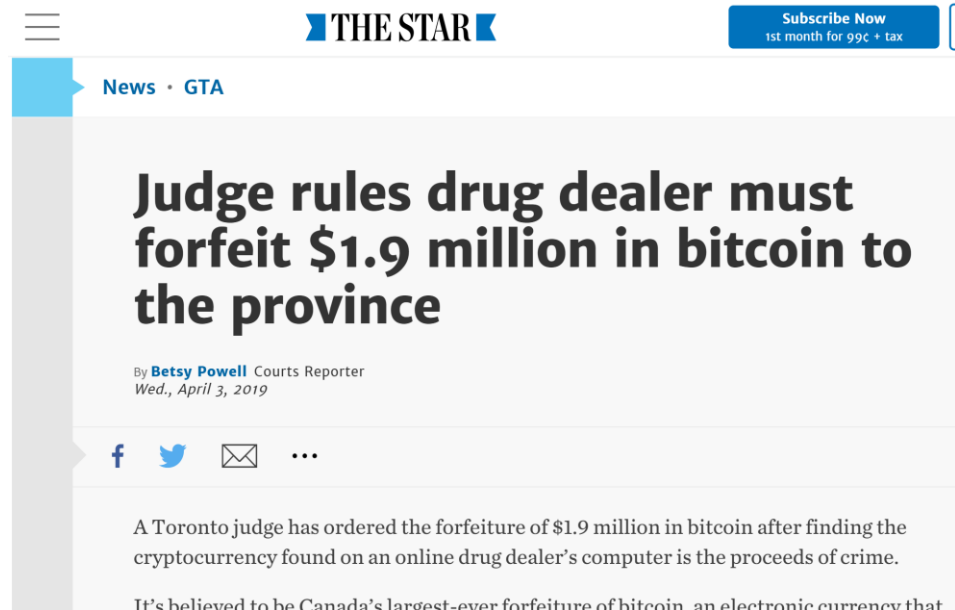 THE STAR
Subscribe Now
1st month for 99¢ + tax
News • GTA
Judge rules drug dealer must
forfeit $1.9 million in bitcoin to
the province
By Betsy Powell Courts Reporter
Wed., April 3, 2019
A Toronto judge has ordered the forfeiture of $1.9 million in bitcoin after finding the
cryptocurrency found on an online drug dealer’s computer is the proceeds of crime.
It’s believed to be Canada’s largest-ever forfeiture of bitcoin, an electronic currency that